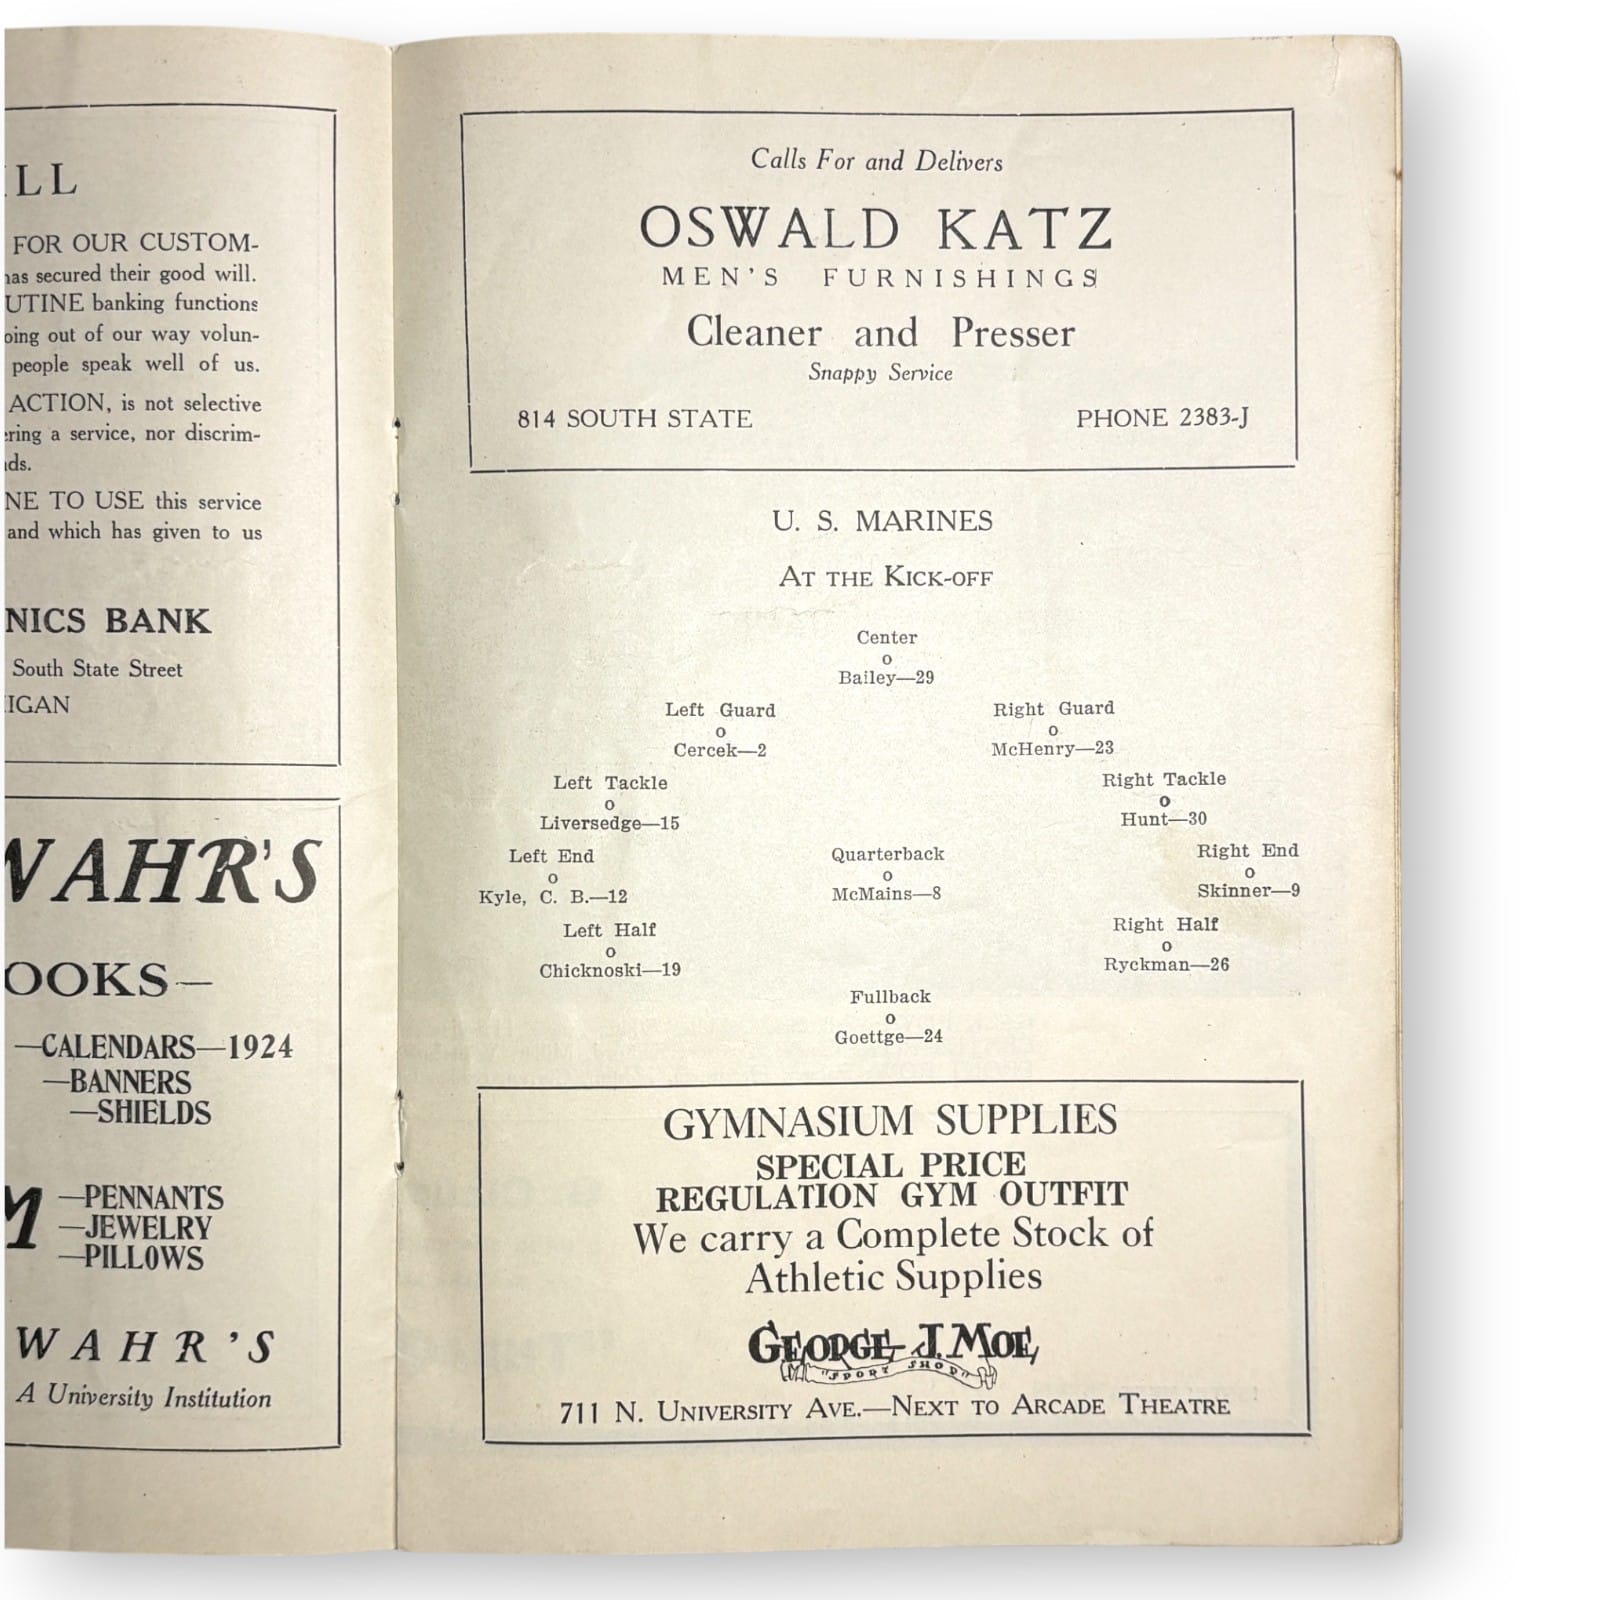 ILL
FOR OUR CUSTOM-
has secured their good will.
UTINE banking functions
oing out of our way volun-
people speak well of us.
ACTION, is not selective
ering a service, nor discrim-
ds.
NE TO USE this service
and which has given to us
NICS BANK
South State Street
IGAN
WAHR'S
OOKS—
—CALENDARS—1924
—BANNERS
—SHIELDS
M
—PENNANTS
—JEWELRY
—PILLOWS
WAHR'S
A University Institution
Calls For and Delivers
OSWALD KATZ
MEN'S FURNISHINGS
Cleaner and Presser
Snappy Service
814 SOUTH STATE PHONE 2383-J
U. S. MARINES
AT THE KICK-OFF
Center
o
Bailey—29
Left Guard Right Guard
o o
Cercek—2 McHenry—23
Left Tackle Right Tackle
o o
Liversedge—15 Hunt—30
Left End Quarterback Right End
o o o
Kyle, C. B.—12 McMains—8 Skinner—9
Left Half Right Half
o o
Chicknoski—19 Ryckman—26
Fullback
o
Goettge—24
GYMNASIUM SUPPLIES
SPECIAL PRICE
REGULATION GYM OUTFIT
We carry a Complete Stock of
Athletic Supplies
GEORGE J. MOE
"SPORT SHOP"
711 N. UNIVERSITY AVE.—NEXT TO ARCADE THEATRE